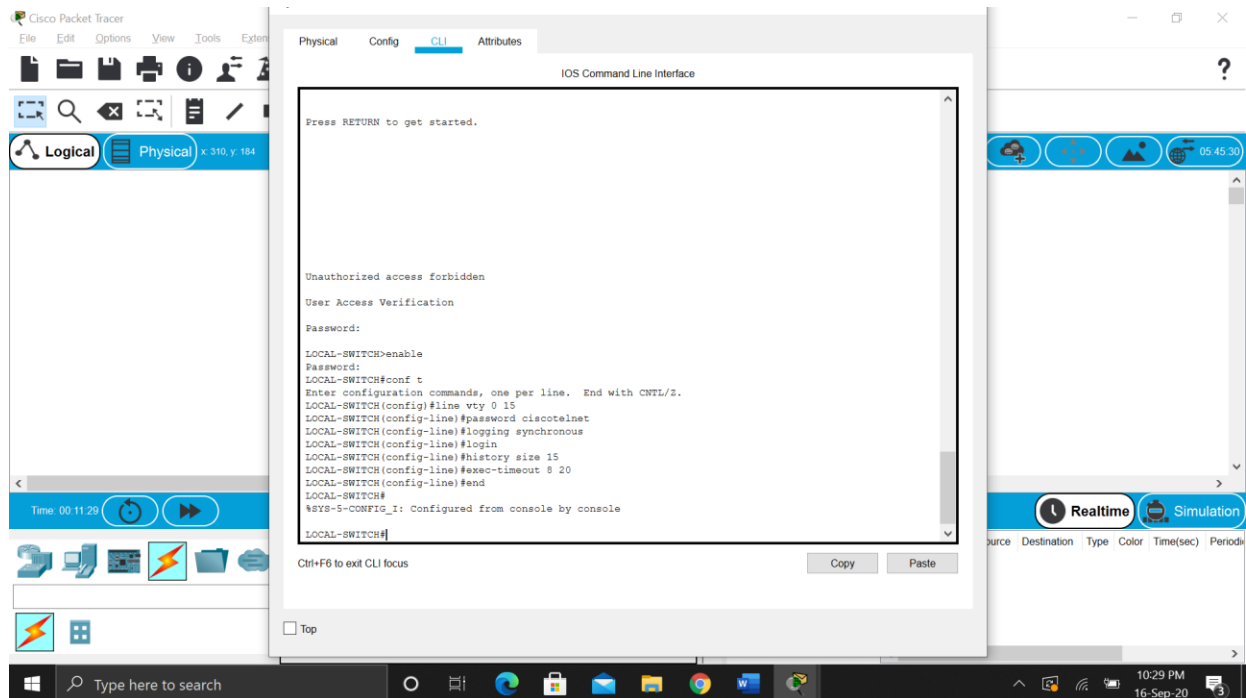 Cisco Packet Tracer
File Edit Options View Tools Exten
Physical Config CLI Attributes
IOS Command Line Interface
?
Logical Physical x: 310, y: 184
05:45:30
Press RETURN to get started.
Unauthorized access forbidden
User Access Verification
Password:
LOCAL-SWITCH>enable
Password:
LOCAL-SWITCH#conf t
Enter configuration commands, one per line.  End with CNTL/Z.
LOCAL-SWITCH(config)#line vty 0 15
LOCAL-SWITCH(config-line)#password ciscotelnet
LOCAL-SWITCH(config-line)#logging synchronous
LOCAL-SWITCH(config-line)#login
LOCAL-SWITCH(config-line)#history size 15
LOCAL-SWITCH(config-line)#exec-timeout 8 20
LOCAL-SWITCH(config-line)#end
LOCAL-SWITCH#
%SYS-5-CONFIG_I: Configured from console by console
LOCAL-SWITCH#
Time: 00:11:29
Realtime Simulation
ource Destination Type Color Time(sec) Periodi
Ctrl+F6 to exit CLI focus
Copy Paste
Top
Type here to search
10:29 PM
16-Sep-20
3